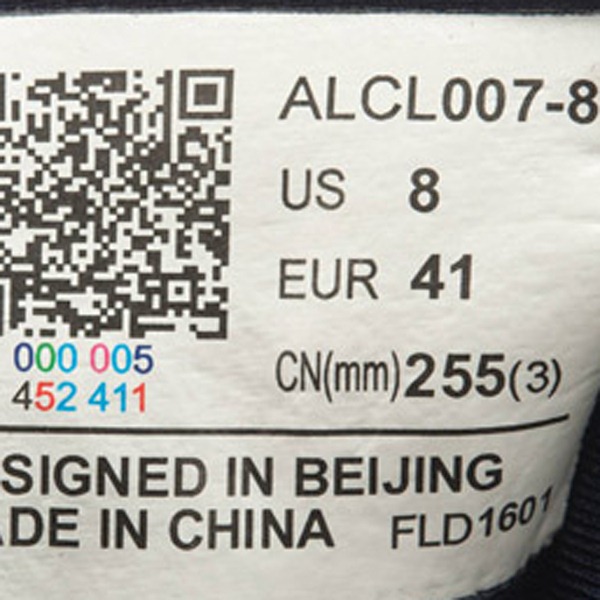 ALCL007-8
US 8
EUR 41
CN(mm)255(3)
000 005
452 411
SIGNED IN BEIJING
ADE IN CHINA FLD1601